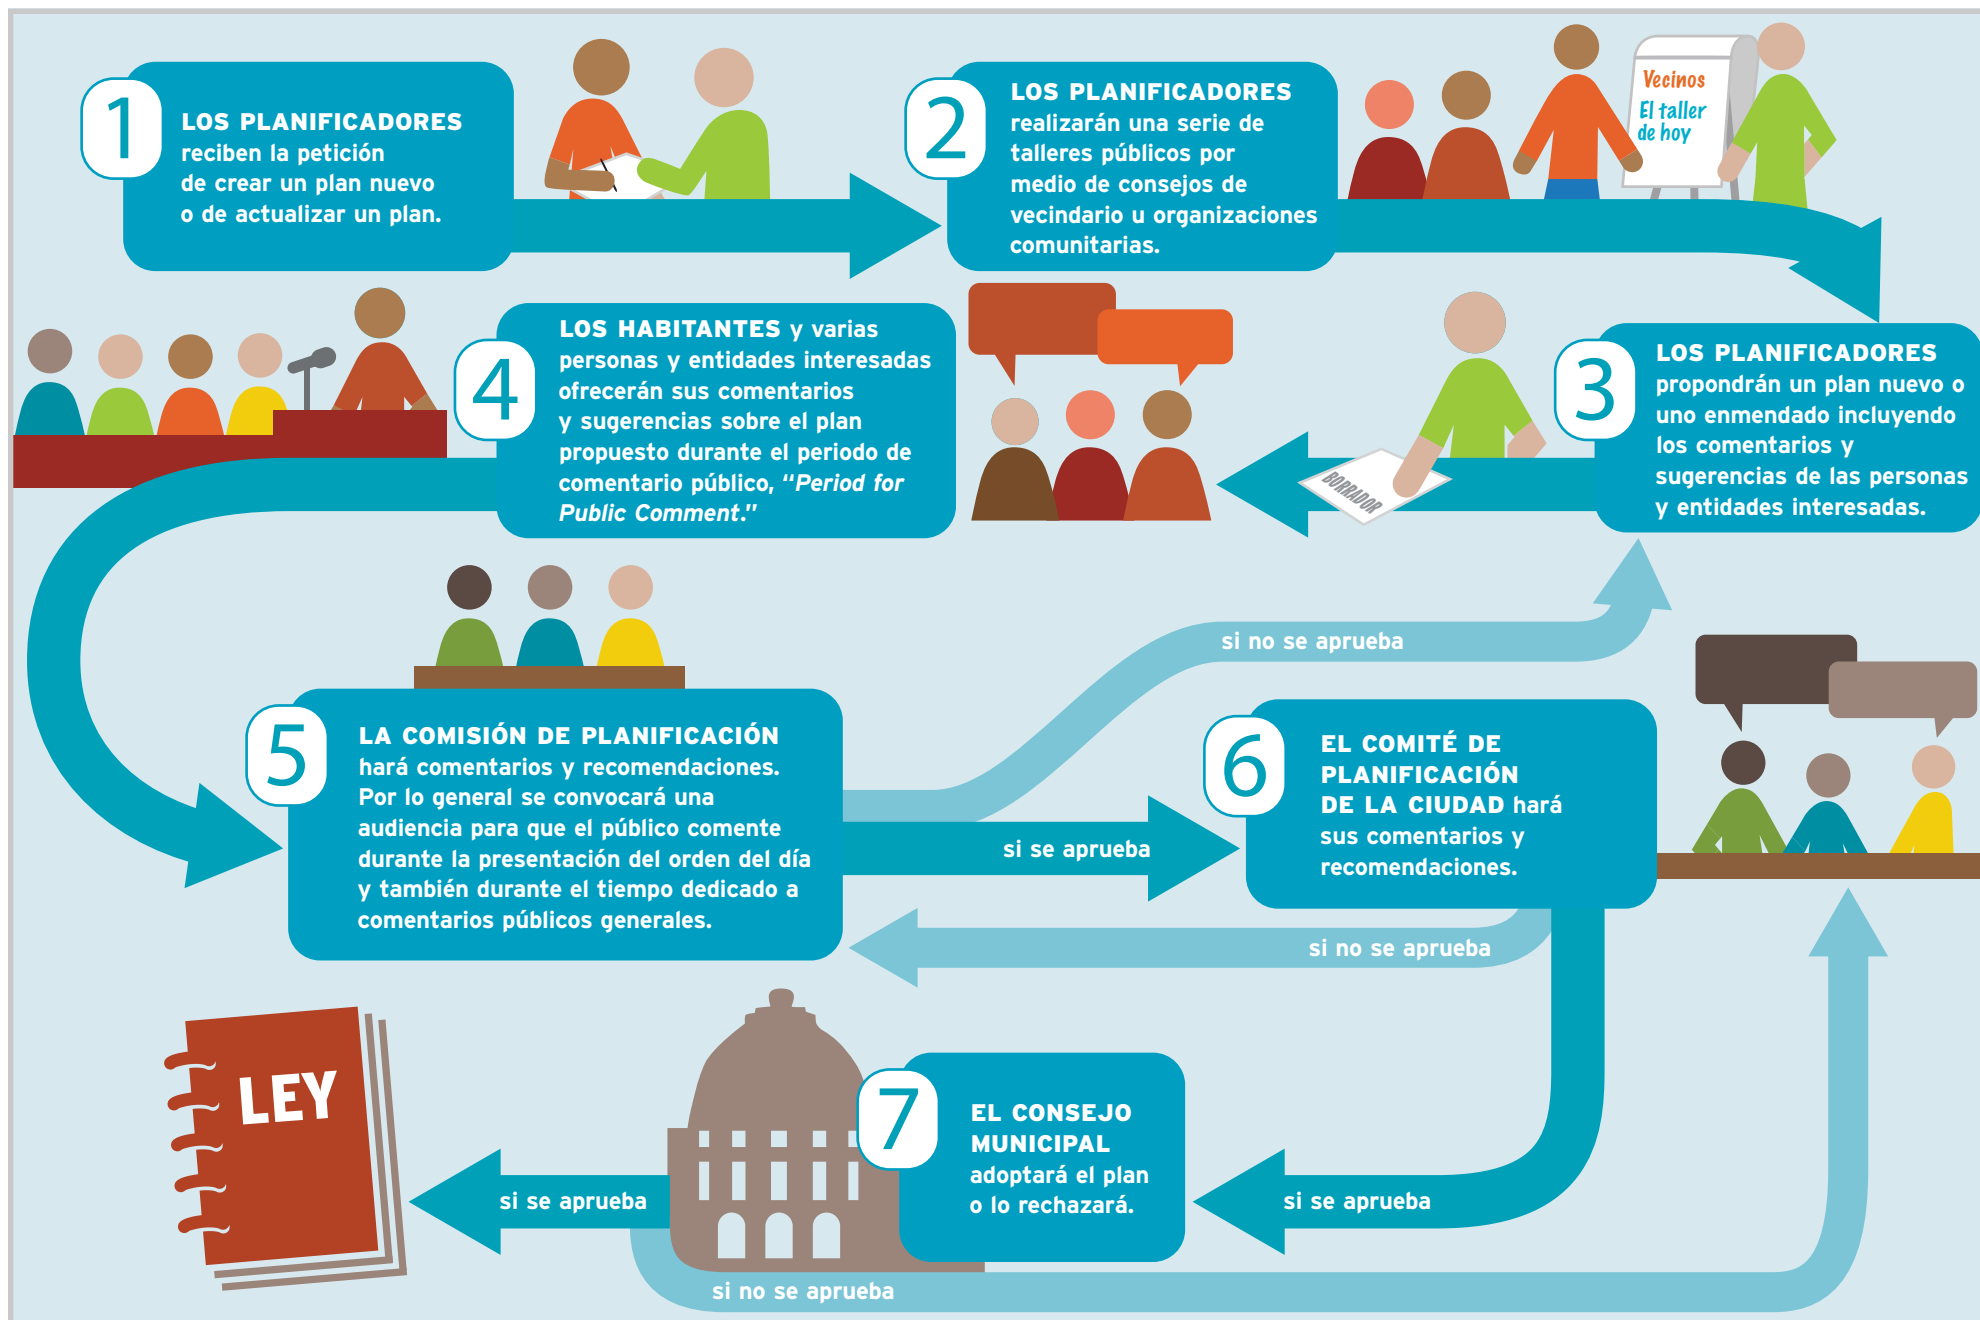 1
LOS PLANIFICADORES
reciben la petición
de crear un plan nuevo
o de actualizar un plan.
2
LOS PLANIFICADORES
realizarán una serie de
talleres públicos por
medio de consejos de
vecindario u organizaciones
comunitarias.
Vecinos
El taller
de hoy
3
LOS PLANIFICADORES
propondrán un plan nuevo o
uno enmendado incluyendo
los comentarios y
sugerencias de las personas
y entidades interesadas.
BORRADOR
4
LOS HABITANTES y varias
personas y entidades interesadas
ofrecerán sus comentarios
y sugerencias sobre el plan
propuesto durante el periodo de
comentario público, “Period for
Public Comment.”
5
LA COMISIÓN DE PLANIFICACIÓN
hará comentarios y recomendaciones.
Por lo general se convocará una
audiencia para que el público comente
durante la presentación del orden del día
y también durante el tiempo dedicado a
comentarios públicos generales.
si no se aprueba
si se aprueba
6
EL COMITÉ DE
PLANIFICACIÓN
DE LA CIUDAD hará
sus comentarios y
recomendaciones.
si no se aprueba
si se aprueba
7
EL CONSEJO
MUNICIPAL
adoptará el plan
o lo rechazará.
si se aprueba
si no se aprueba
LEY